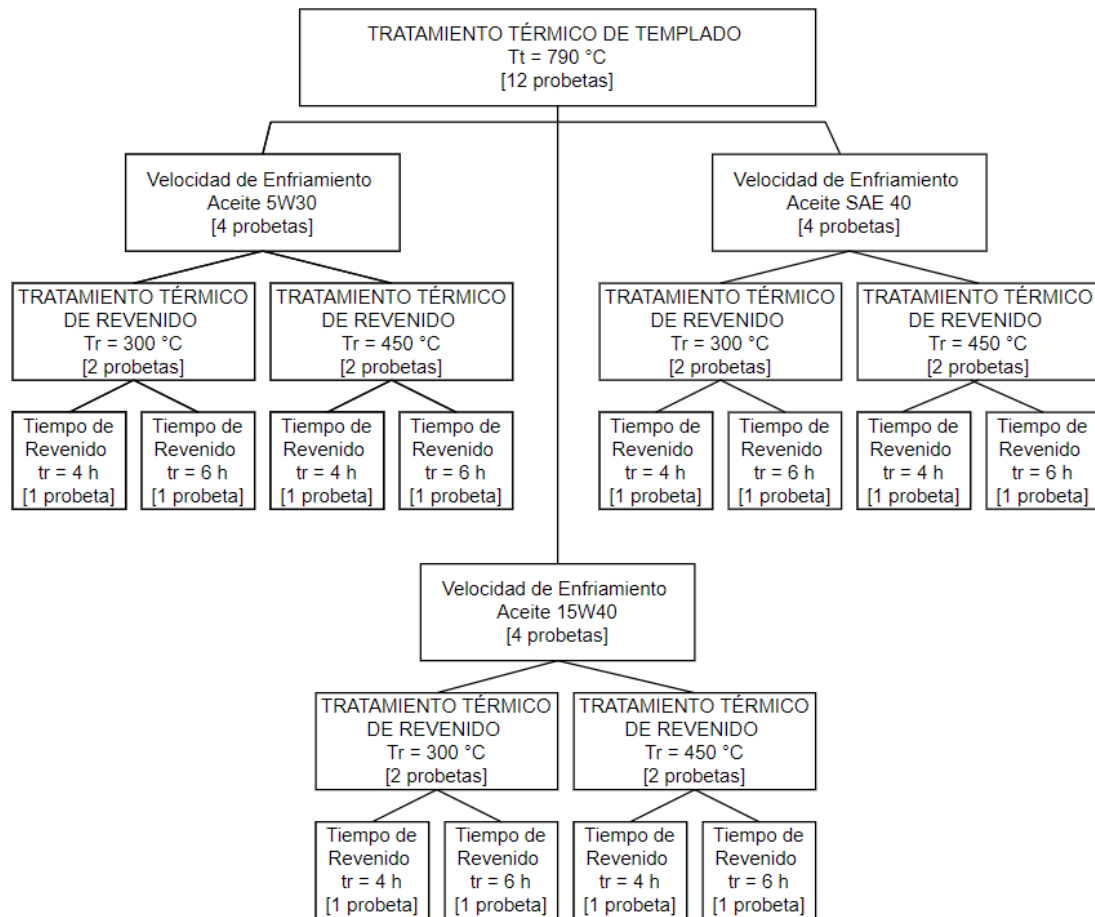 TRATAMIENTO TÉRMICO DE TEMPLADO
Tt = 790 °C
[12 probetas]
Velocidad de Enfriamiento
Aceite 5W30
[4 probetas]
Velocidad de Enfriamiento
Aceite SAE 40
[4 probetas]
TRATAMIENTO TÉRMICO
DE REVENIDO
Tr = 300 °C
[2 probetas]
TRATAMIENTO TÉRMICO
DE REVENIDO
Tr = 450 °C
[2 probetas]
TRATAMIENTO TÉRMICO
DE REVENIDO
Tr = 300 °C
[2 probetas]
TRATAMIENTO TÉRMICO
DE REVENIDO
Tr = 450 °C
[2 probetas]
Tiempo de
Revenido
tr = 4 h
[1 probeta]
Tiempo de
Revenido
tr = 6 h
[1 probeta]
Tiempo de
Revenido
tr = 4 h
[1 probeta]
Tiempo de
Revenido
tr = 6 h
[1 probeta]
Tiempo de
Revenido
tr = 4 h
[1 probeta]
Tiempo de
Revenido
tr = 6 h
[1 probeta]
Tiempo de
Revenido
tr = 4 h
[1 probeta]
Tiempo de
Revenido
tr = 6 h
[1 probeta]
Velocidad de Enfriamiento
Aceite 15W40
[4 probetas]
TRATAMIENTO TÉRMICO
DE REVENIDO
Tr = 300 °C
[2 probetas]
TRATAMIENTO TÉRMICO
DE REVENIDO
Tr = 450 °C
[2 probetas]
Tiempo de
Revenido
tr = 4 h
[1 probeta]
Tiempo de
Revenido
tr = 6 h
[1 probeta]
Tiempo de
Revenido
tr = 4 h
[1 probeta]
Tiempo de
Revenido
tr = 6 h
[1 probeta]